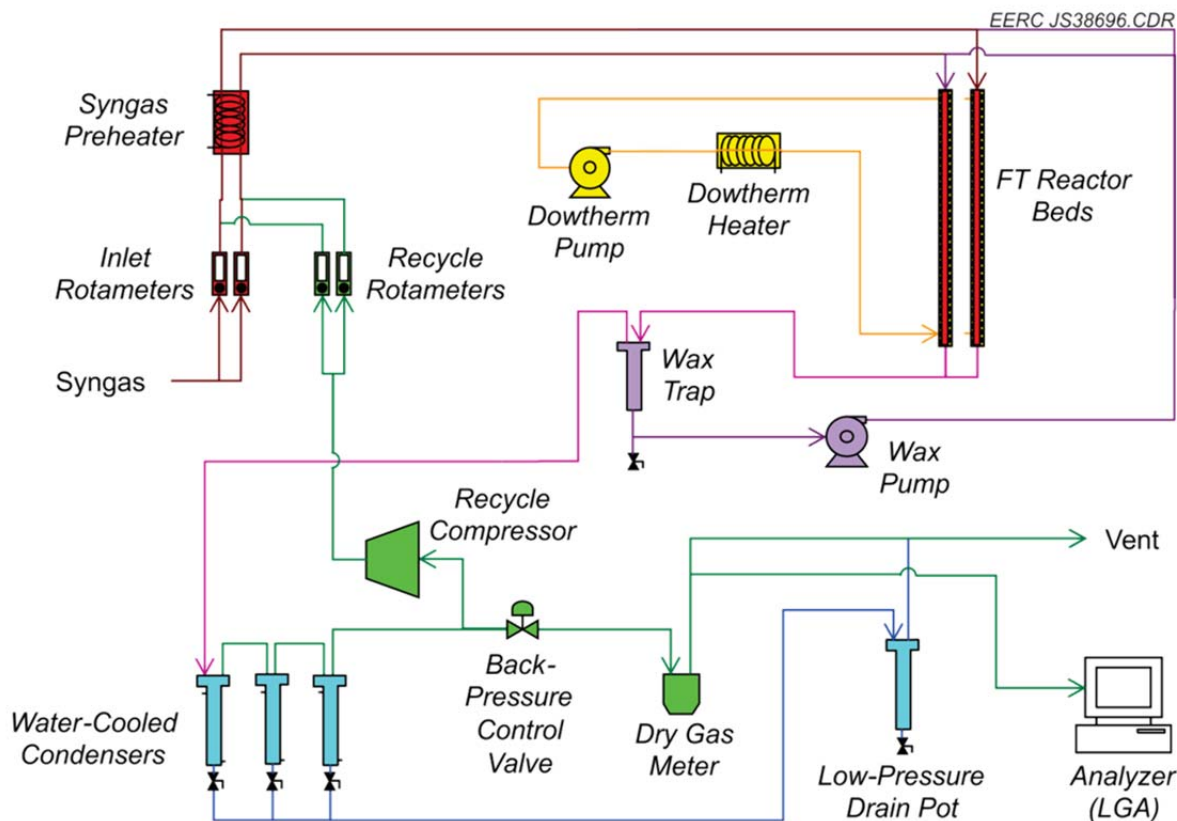 EERC JS38696.CDR
Syngas
Preheater
Dowtherm
Pump
Dowtherm
Heater
FT Reactor
Beds
Inlet
Rotameters
Recycle
Rotameters
Syngas
Wax
Trap
Wax
Pump
Recycle
Compressor
Vent
Back-
Pressure
Control
Valve
Water-Cooled
Condensers
Dry Gas
Meter
Low-Pressure
Drain Pot
Analyzer
(LGA)